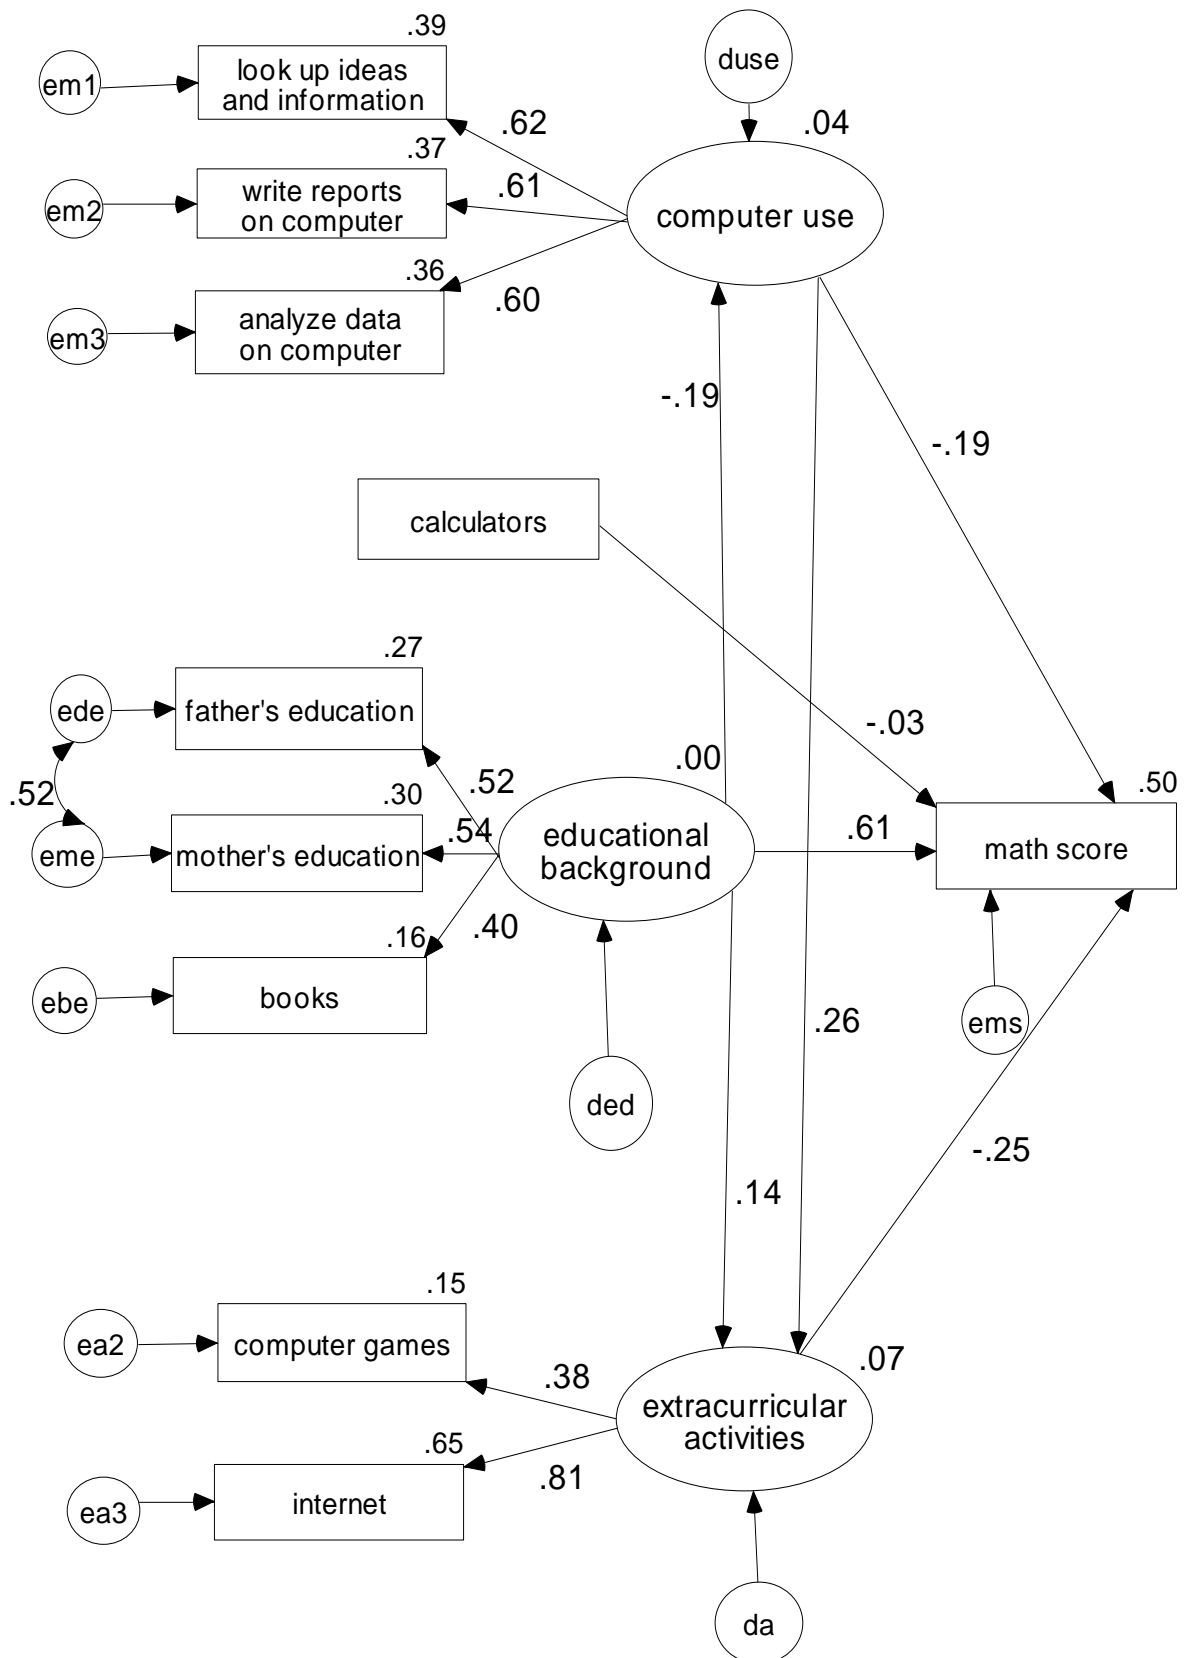 .39
duse
em1
look up ideas
and information
.04
.62
.37
em2
write reports
on computer
.61
computer use
.36
.60
em3
analyze data
on computer
-.19
-.19
calculators
.27
ede
father's education
-.03
.00
.52
.52
.30
.50
eme
mother's education
.54
educational
background
.61
math score
.40
.16
ebe
books
.26
ems
ded
-.25
.14
.15
ea2
computer games
.38
.07
extracurricular
activities
.65
.81
ea3
internet
da